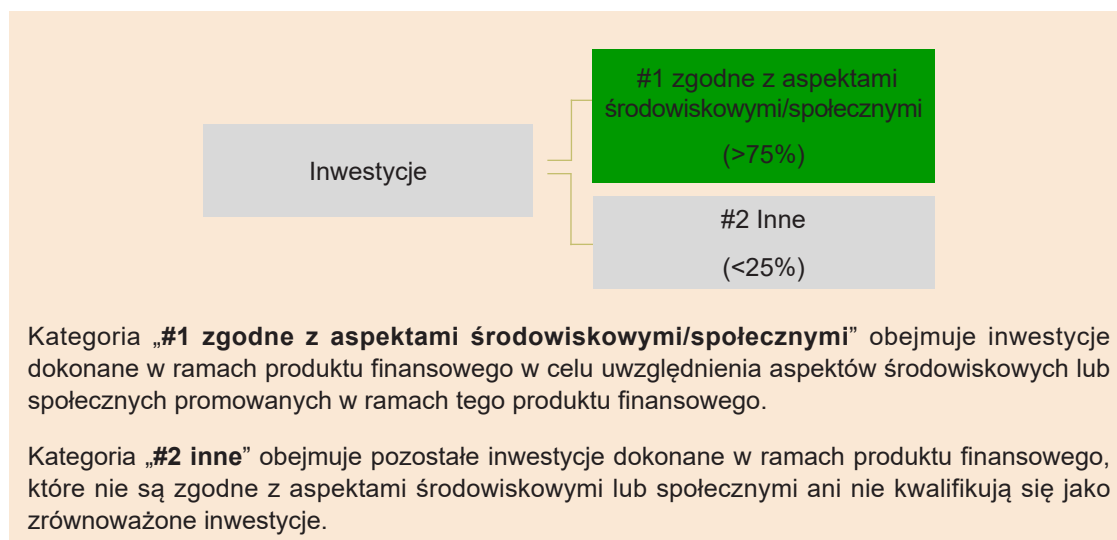 #1 zgodne z aspektami
środowiskowymi/społecznymi
(>75%)
Inwestycje
#2 Inne
(<25%)
Kategoria „#1 zgodne z aspektami środowiskowymi/społecznymi” obejmuje inwestycje
dokonane w ramach produktu finansowego w celu uwzględnienia aspektów środowiskowych lub
społecznych promowanych w ramach tego produktu finansowego.
Kategoria „#2 inne” obejmuje pozostałe inwestycje dokonane w ramach produktu finansowego,
które nie są zgodne z aspektami środowiskowymi lub społecznymi ani nie kwalifikują się jako
zrównoważone inwestycje.